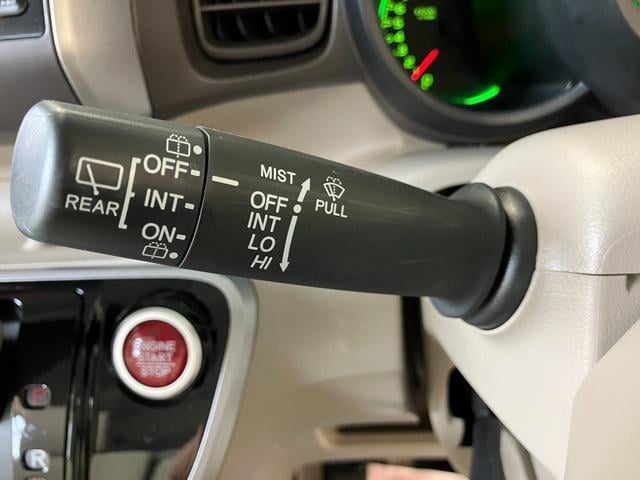 OFF
INT
ON
REAR
MIST
OFF
INT
LO
HI
PULL
ENGINE
START
STOP
P
R